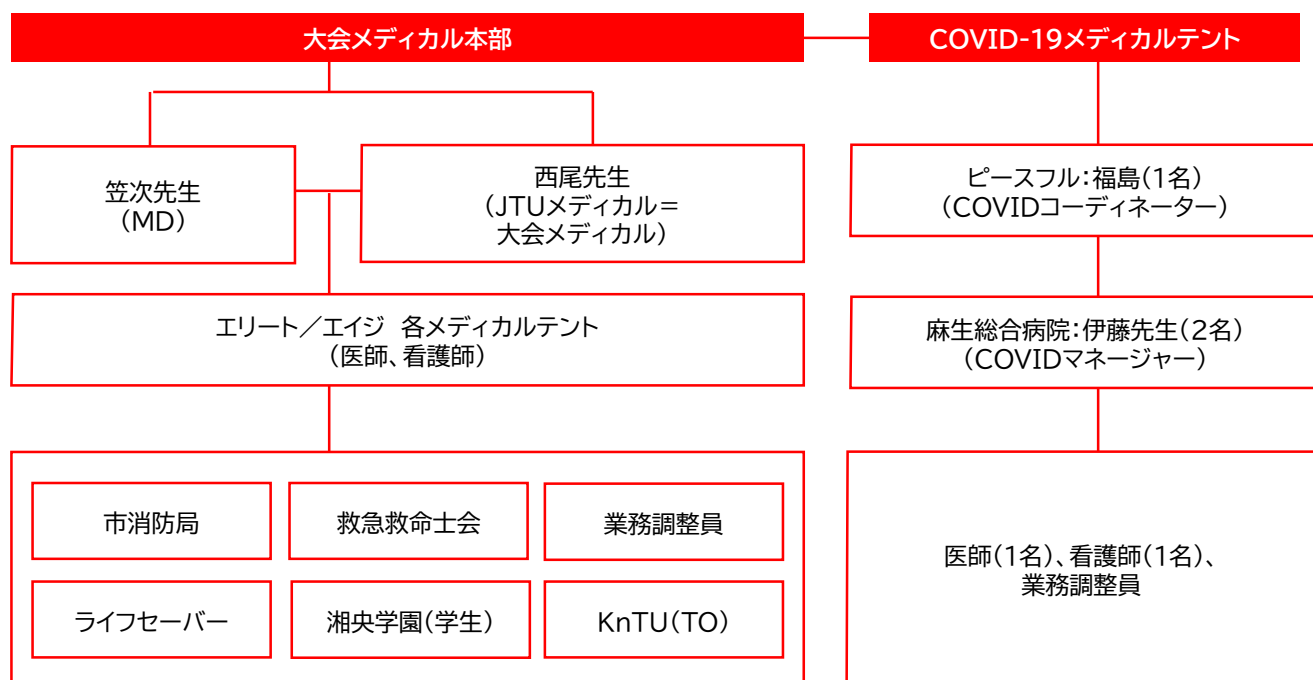 大会メディカル本部
COVID-19メディカルテント
笠次先生
(MD)
西尾先生
(JTUメディカル=
大会メディカル)
ピースフル:福島(1名)
(COVIDコーディネーター)
エリート/エイジ 各メディカルテント
(医師、看護師)
麻生総合病院:伊藤先生(2名)
(COVIDマネージャー)
市消防局
救急救命士会
業務調整員
ライフセーバー
湘央学園(学生)
KnTU(TO)
医師(1名)、看護師(1名)、
業務調整員